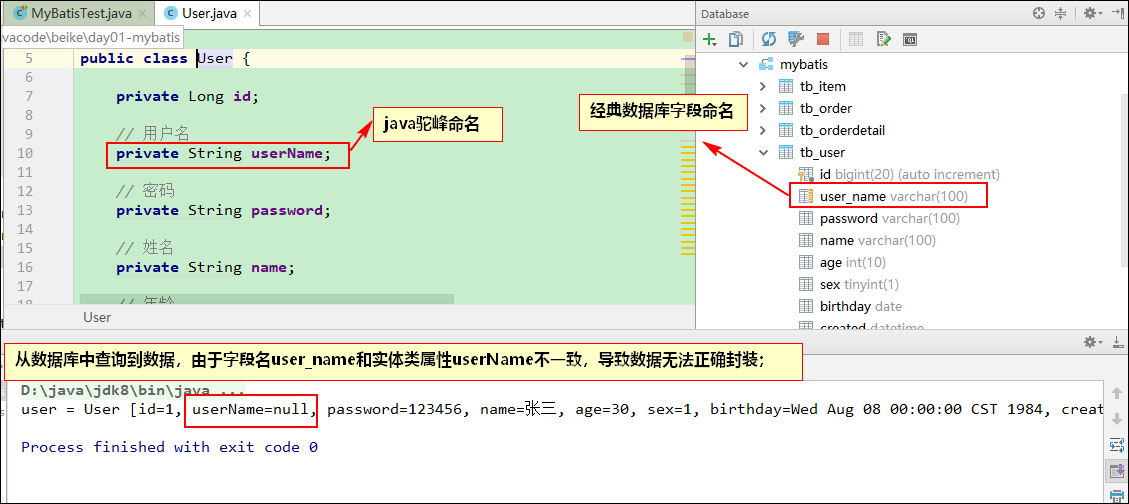 MyBatisTest.java
User.java
vacode\beike\day01-mybatis
5 public class User {
6
7 private Long id;
8
9 // 用户名
10 private String userName;
11
12 // 密码
13 private String password;
14
15 // 姓名
16 private String name;
17
User
java驼峰命名
Database
mybatis
tb_item
tb_order
tb_orderdetail
tb_user
id bigint(20) (auto increment)
user_name varchar(100)
password varchar(100)
name varchar(100)
age int(10)
sex tinyint(1)
birthday date
created datetime
经典数据库字段命名
从数据库中查询到数据，由于字段名user_name和实体类属性userName不一致，导致数据无法正确封装；
D:\java\jdk8\bin\java ...
user = User [id=1, userName=null, password=123456, name=张三, age=30, sex=1, birthday=Wed Aug 08 00:00:00 CST 1984, creat
Process finished with exit code 0